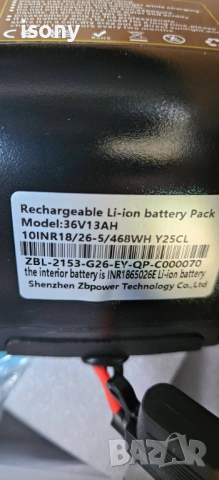 isony
Rechargeable Li-ion battery Pack
Model:36V13AH
10INR18/26-5/468WH Y25CL
ZBL-2153-G26-EY-QP-C000070
the interior battery is INR1865026E Li-ion battery
Shenzhen Zbpower Technology Co.,Ltd
bazar
БАЗАР